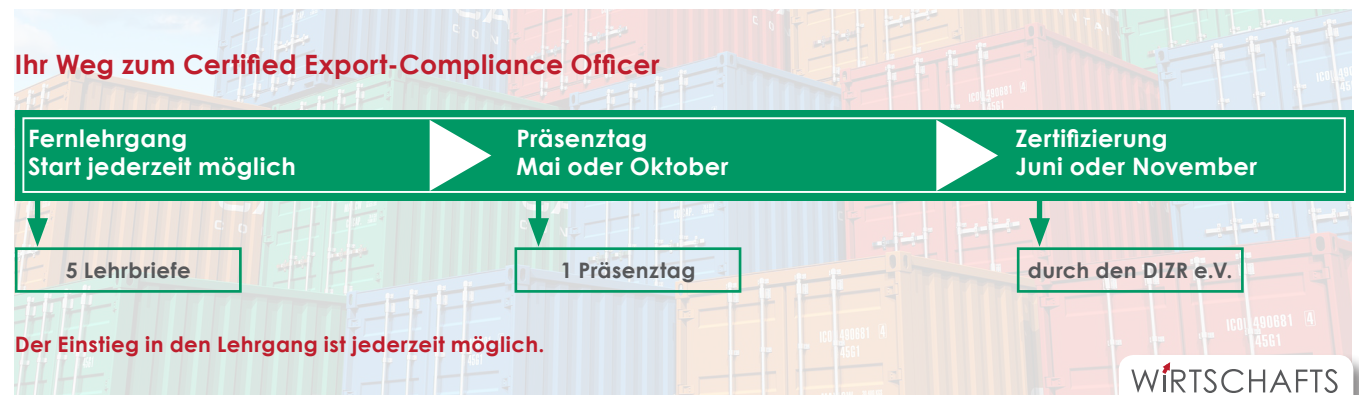 Ihr Weg zum Certified Export-Compliance Officer
Fernlehrgang
Start jederzeit möglich
Präsenztag
Mai oder Oktober
Zertifizierung
Juni oder November
5 Lehrbriefe
1 Präsenztag
durch den DIZR e.V.
Der Einstieg in den Lehrgang ist jederzeit möglich.
WIRTSCHAFTS